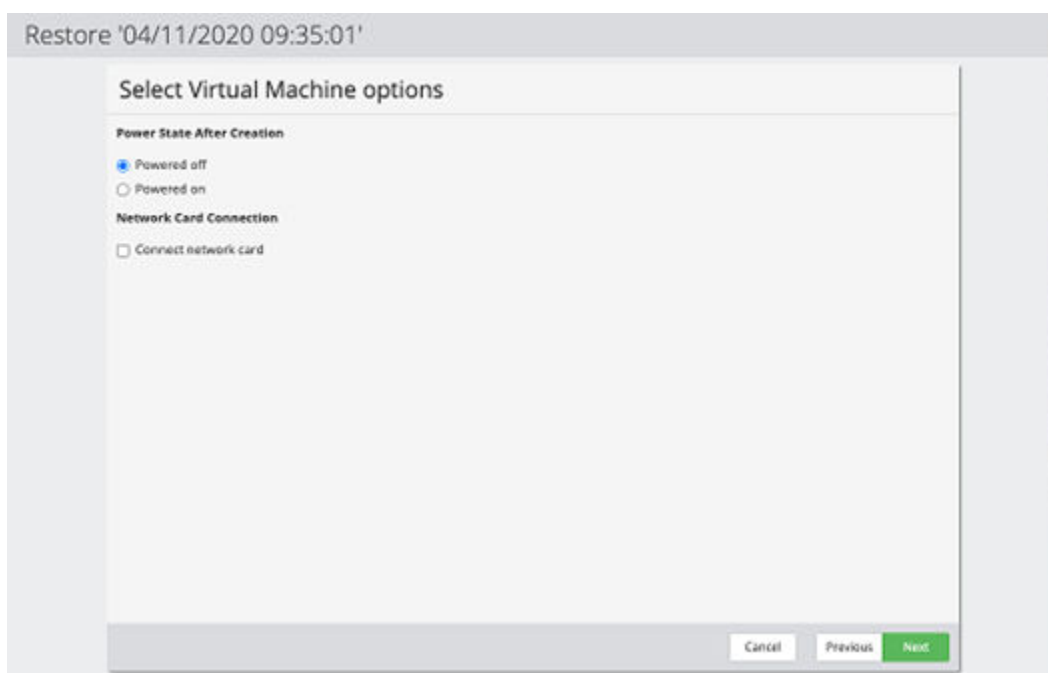 Restore '04/11/2020 09:35:01'
Select Virtual Machine options
Power State After Creation
Powered off
Powered on
Network Card Connection
Connect network card
Cancel Previous Next